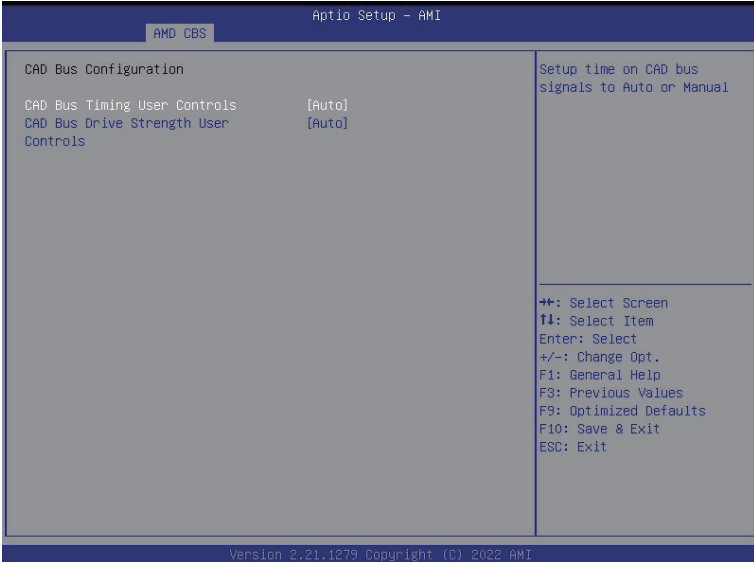 Aptio Setup – AMI
AMD CBS
CAD Bus Configuration
CAD Bus Timing User Controls [Auto]
CAD Bus Drive Strength User [Auto]
Controls
Setup time on CAD bus
signals to Auto or Manual
→←: Select Screen
↑↓: Select Item
Enter: Select
+/-: Change Opt.
F1: General Help
F3: Previous Values
F9: Optimized Defaults
F10: Save & Exit
ESC: Exit
Version 2.21.1279 Copyright (C) 2022 AMI